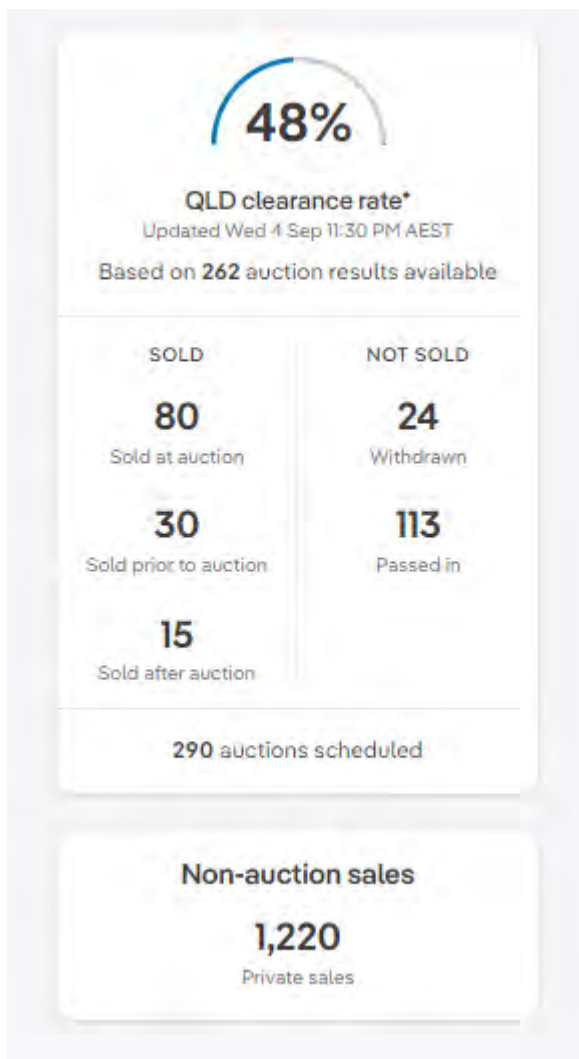 48%
QLD clearance rate*
Updated Wed 4 Sep 11:30 PM AEST
Based on 262 auction results available
SOLD
80
Sold at auction
30
Sold prior to auction
15
Sold after auction
NOT SOLD
24
Withdrawn
113
Passed in
290 auctions scheduled
Non-auction sales
1,220
Private sales